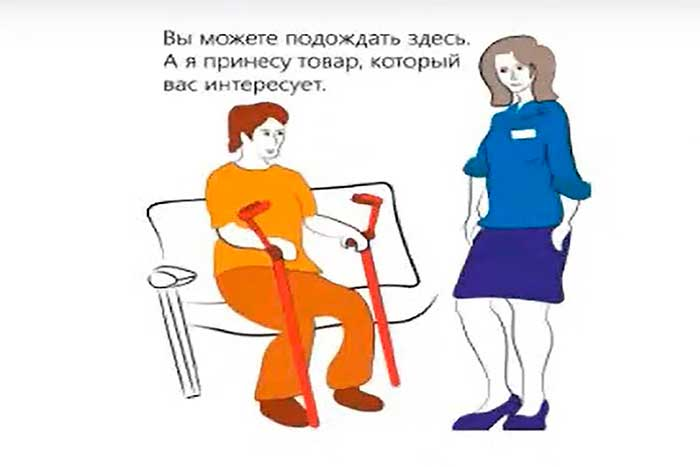 Вы можете подождать здесь.
А я принесу товар, который
вас интересует.